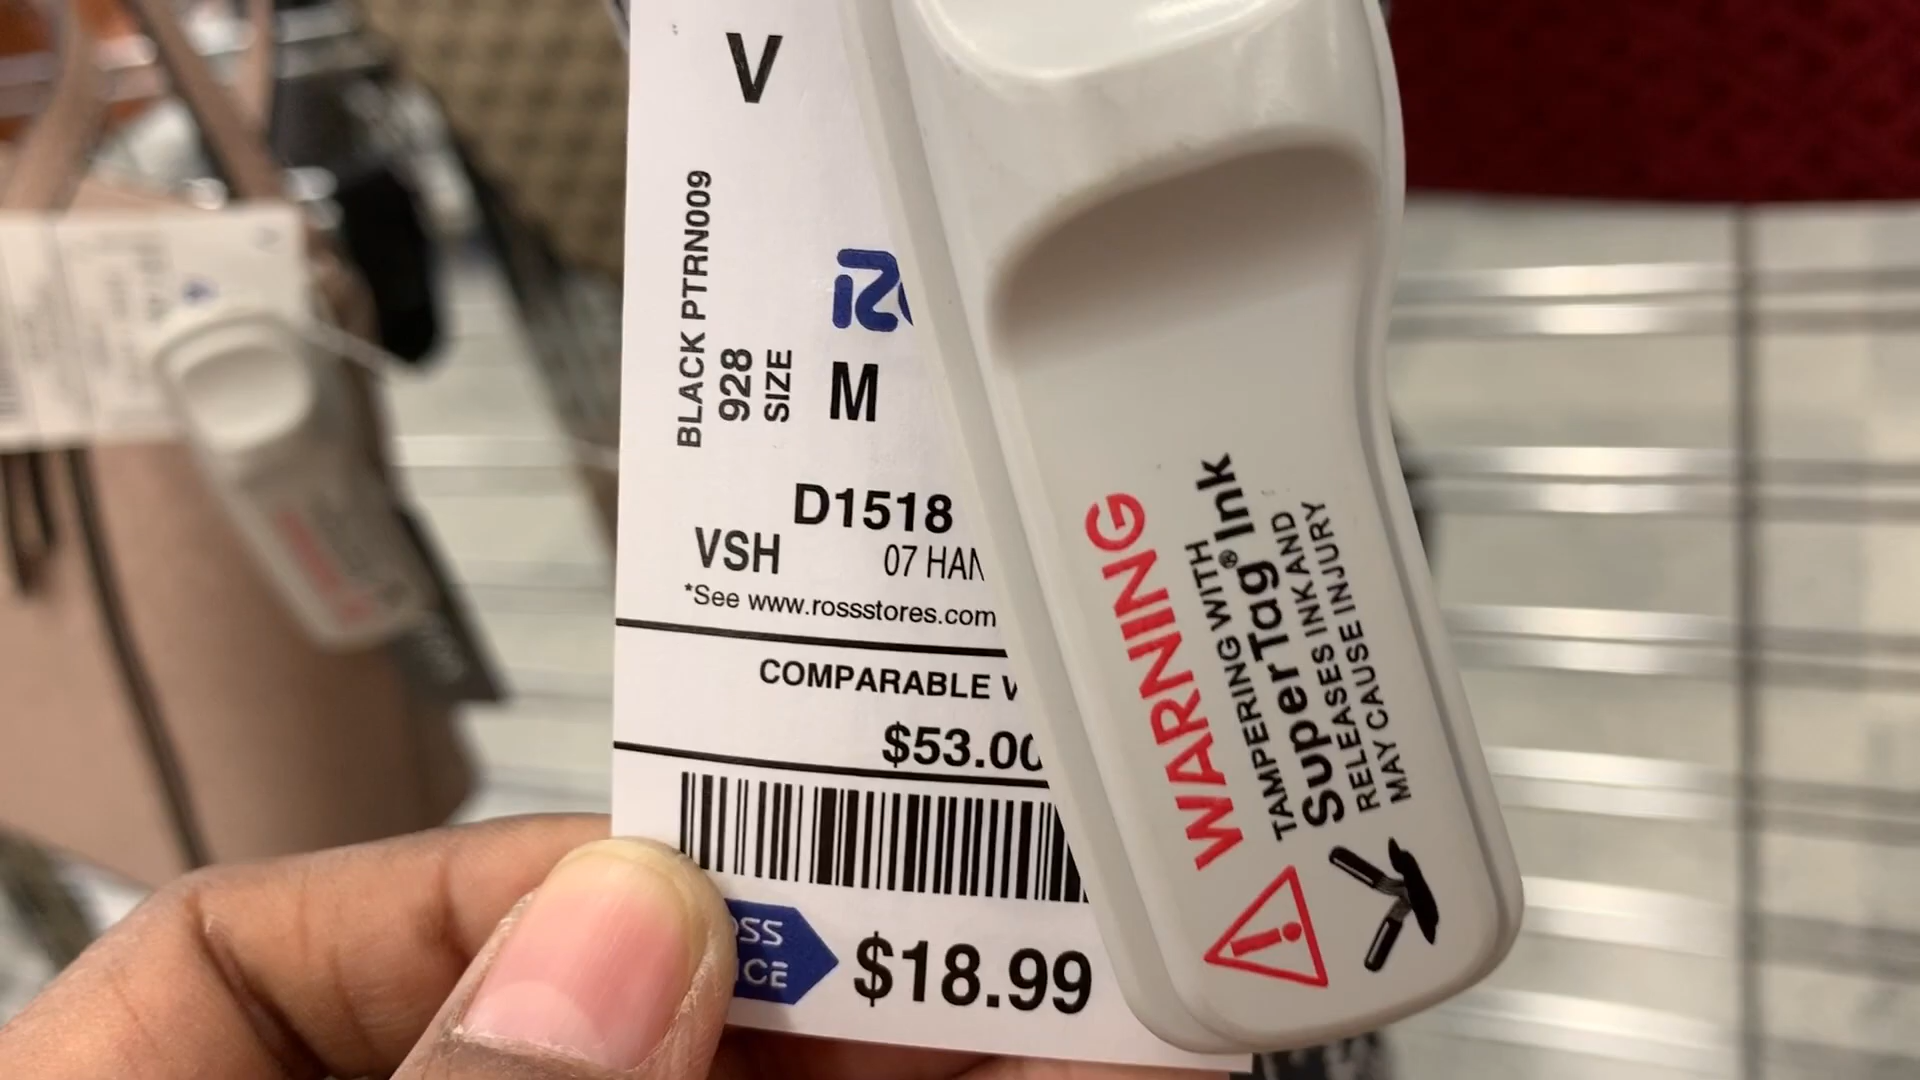 V
BLACK PTRN009
928
SIZE
M
D1518
VSH
07 HAN
*See www.rossstores.com
COMPARABLE V
$53.00
$18.99
WARNING
TAMPERING WITH
SuperTag® Ink
RELEASES INK AND
MAY CAUSE INJURY